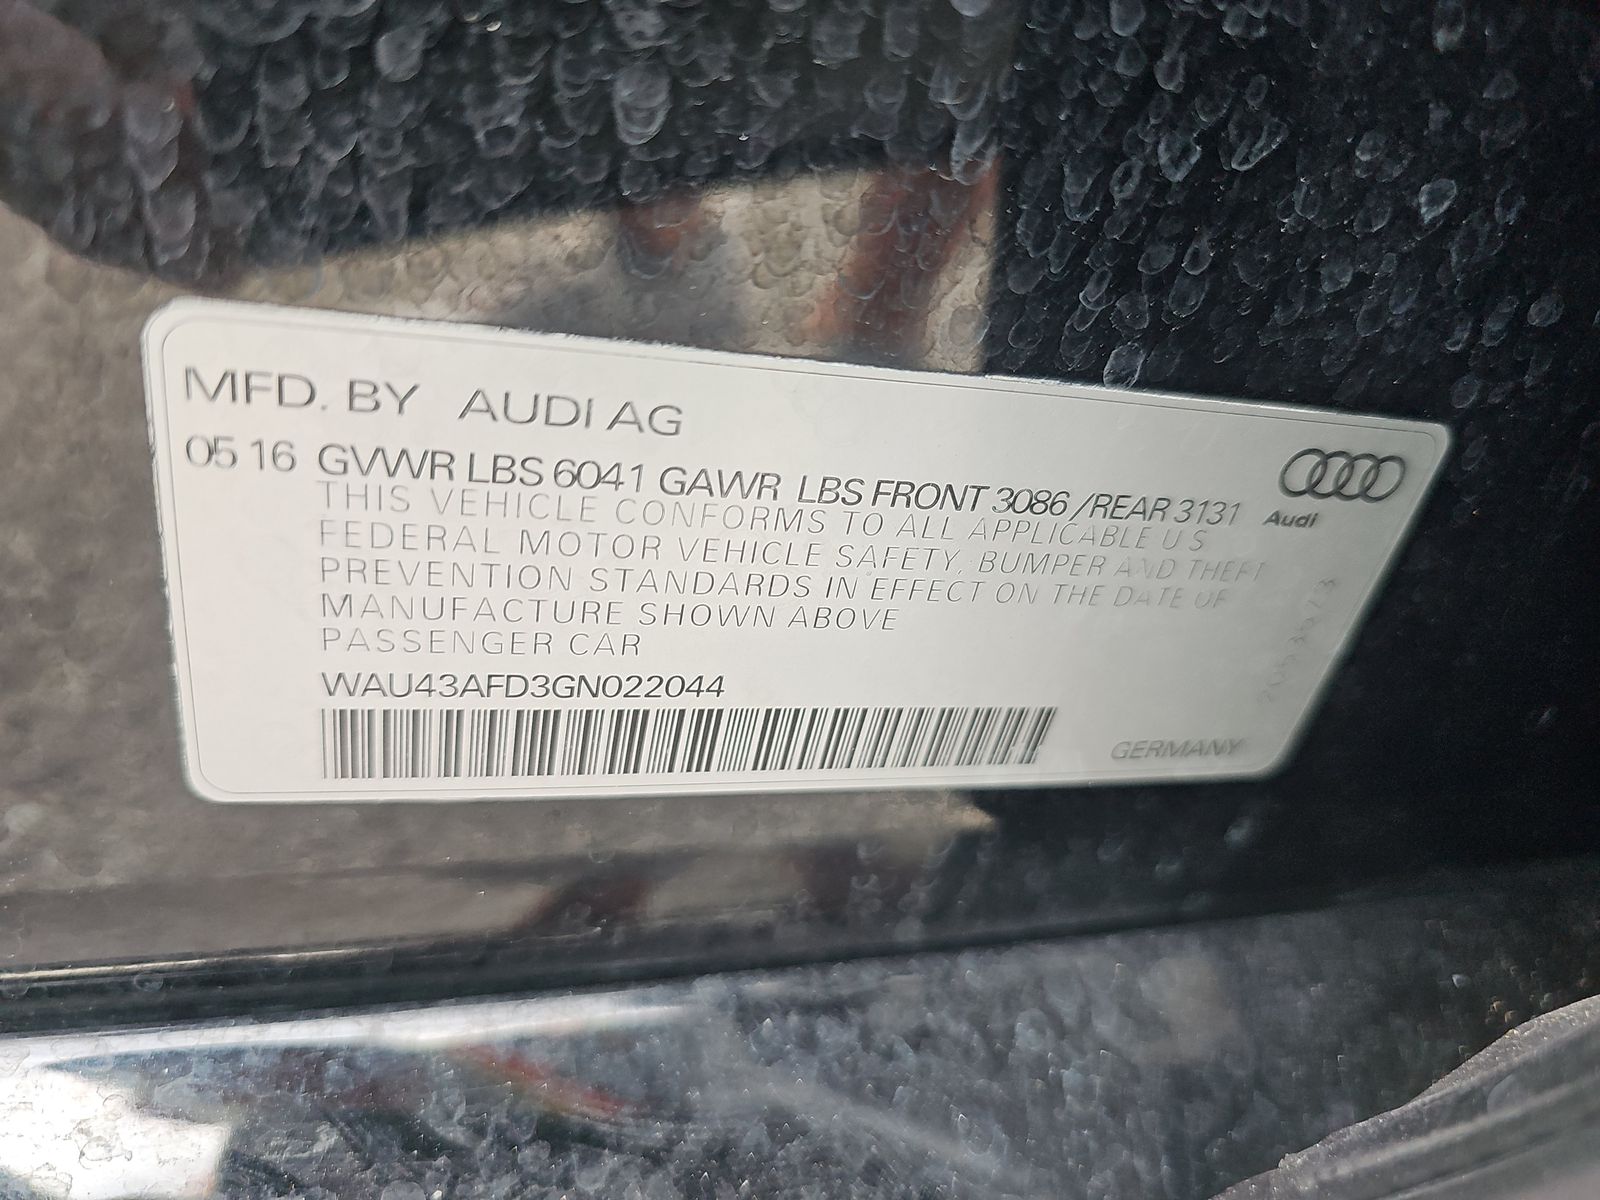 MFD. BY AUDI AG
05 16 GVWR LBS 6041 GAWR LBS FRONT 3086 /REAR 3131
Audi
THIS VEHICLE CONFORMS TO ALL APPLICABLE U S
FEDERAL MOTOR VEHICLE SAFETY, BUMPER AND THEFT
PREVENTION STANDARDS IN EFFECT ON THE DATE OF
MANUFACTURE SHOWN ABOVE
PASSENGER CAR
WAU43AFD3GN022044
GERMANY